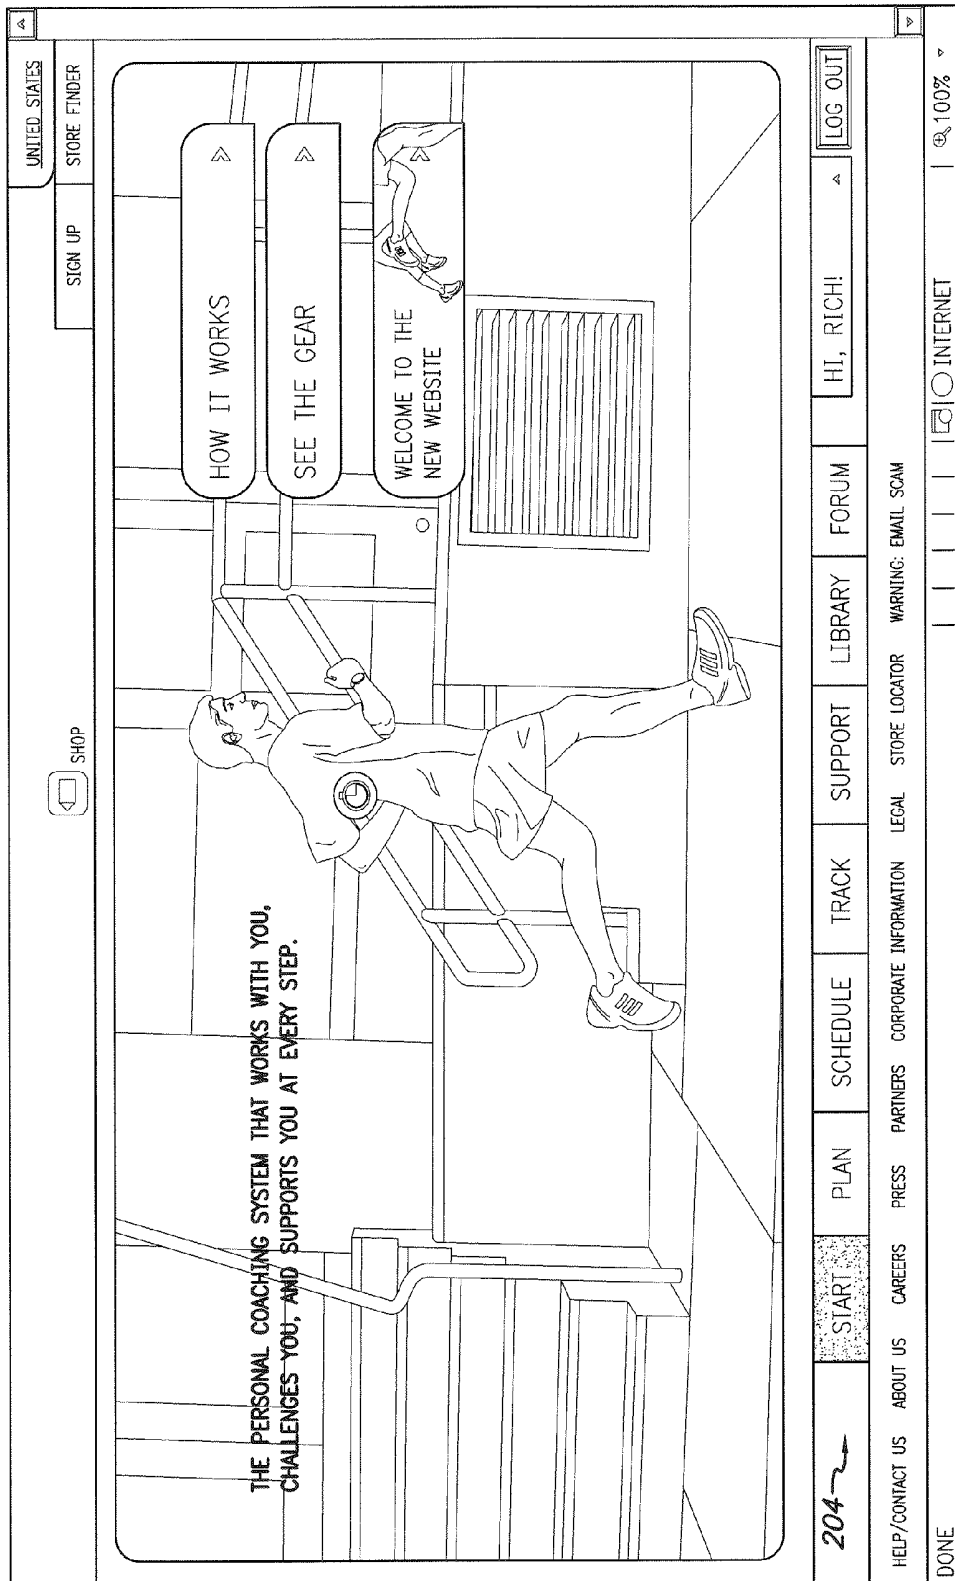 UNITED STATES
SIGN UP STORE FINDER
SHOP
THE PERSONAL COACHING SYSTEM THAT WORKS WITH YOU,
CHALLENGES YOU, AND SUPPORTS YOU AT EVERY STEP.
HOW IT WORKS
SEE THE GEAR
WELCOME TO THE
NEW WEBSITE
204 START PLAN SCHEDULE TRACK SUPPORT LIBRARY FORUM HI, RICH! LOG OUT
HELP/CONTACT US ABOUT US CAREERS PRESS PARTNERS CORPORATE INFORMATION LEGAL STORE LOCATOR WARNING: EMAIL SCAM
DONE INTERNET 100%